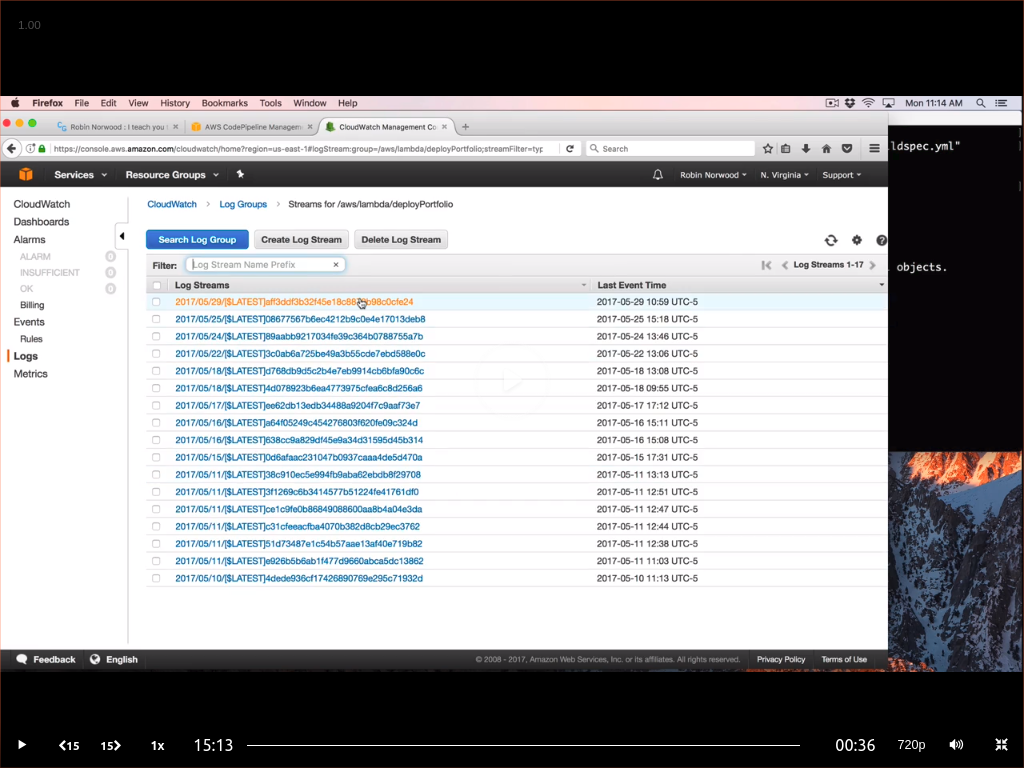 1.00
Firefox File Edit View History Bookmarks Tools Window Help Mon 11:14 AM
Robin Norwood : I teach you AWS CodePipeline Managem CloudWatch Management Co
https://console.aws.amazon.com/cloudwatch/home?region=us-east-1#logStream:group=/aws/lambda/deployPortfolio;streamFilter=typ Search
ldspec.yml"
Services Resource Groups Robin Norwood N. Virginia Support
CloudWatch
Dashboards
Alarms
ALARM 0
INSUFFICIENT 0
OK 0
Billing
Events
Rules
Logs
Metrics
CloudWatch Log Groups Streams for /aws/lambda/deployPortfolio
Search Log Group Create Log Stream Delete Log Stream
Filter: Log Stream Name Prefix Log Streams 1-17
objects.
Log Streams Last Event Time
2017/05/29/[$LATEST] 2017-05-29 10:59 UTC-5
2017/05/25/[$LATEST]08677567b6ec4212b9c0e4e17013deb8 2017-05-25 15:18 UTC-5
2017/05/24/[$LATEST]89aabb9217034fe39c364b0788755a7b 2017-05-24 13:46 UTC-5
2017/05/22/[$LATEST]3c0ab6a725be49a3b55cde7ebd588e0c 2017-05-22 13:06 UTC-5
2017/05/18/[$LATEST]d768db9d5c2b4e7eb9914cb6bfa90c6c 2017-05-18 13:08 UTC-5
2017/05/18/[$LATEST]4d078923b6ea4773975cfea6c8d256a6 2017-05-18 09:55 UTC-5
2017/05/17/[$LATEST]ee62db13edb34488a9204f7c9aaf73e7 2017-05-17 17:12 UTC-5
2017/05/16/[$LATEST]a64f05249c454276803f620fe09c324d 2017-05-16 15:11 UTC-5
2017/05/16/[$LATEST]638cc9a829df45e9a34d31595d45b314 2017-05-16 15:08 UTC-5
2017/05/15/[$LATEST]0d6afaac231047b0937caaa4de5d470a 2017-05-15 17:31 UTC-5
2017/05/11/[$LATEST]38c910ec5e994fb9aba62ebdb8f29708 2017-05-11 13:13 UTC-5
2017/05/11/[$LATEST]3f1269c6b3414577b51224fe41761df0 2017-05-11 12:51 UTC-5
2017/05/11/[$LATEST]ce1c9fe0b86849088600aa8b4a04e3da 2017-05-11 12:47 UTC-5
2017/05/11/[$LATEST]c31cfeeacfba4070b382d8cb29ec3762 2017-05-11 12:44 UTC-5
2017/05/11/[$LATEST]51d73487e1c54b57aae13af40e719b82 2017-05-11 12:38 UTC-5
2017/05/11/[$LATEST]e926b5b6ab1f477d9660abca5dc13862 2017-05-11 11:03 UTC-5
2017/05/10/[$LATEST]4dede936cf17426890769e295c71932d 2017-05-10 11:13 UTC-5
Feedback English © 2008 - 2017, Amazon Web Services, Inc. or its affiliates. All rights reserved. Privacy Policy Terms of Use
15 15 1x 15:13 00:36 720p